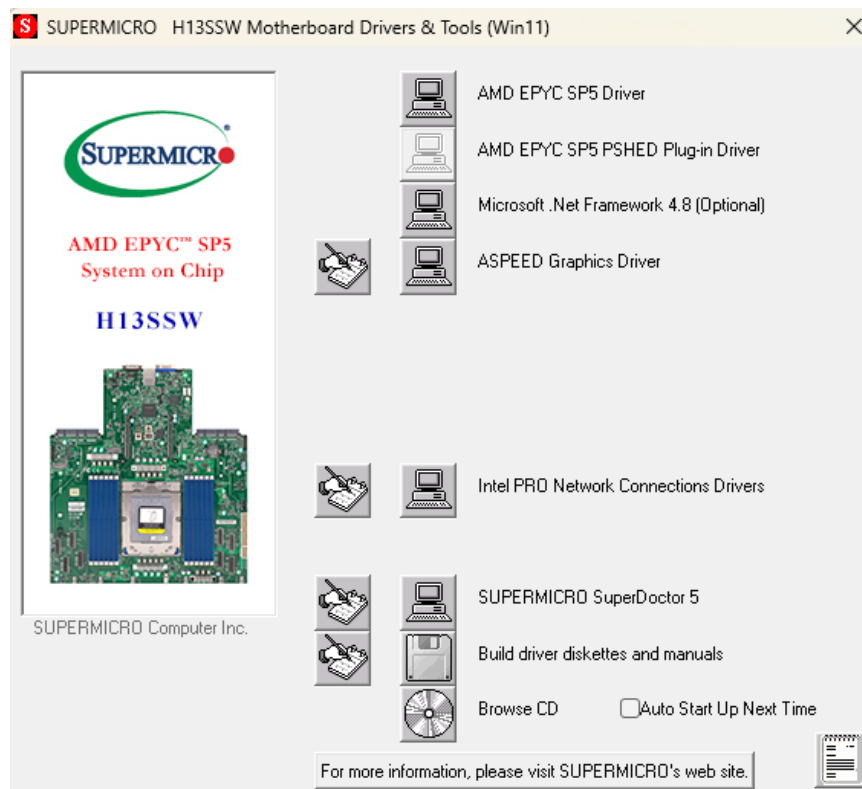 SUPERMICRO H13SSW Motherboard Drivers & Tools (Win11)
SUPERMICR
AMD EPYC™ SP5
System on Chip
H13SSW
SUPERMICRO Computer Inc.
AMD EPYC SP5 Driver
AMD EPYC SP5 PSHED Plug-in Driver
Microsoft .Net Framework 4.8 (Optional)
ASPEED Graphics Driver
Intel PRO Network Connections Drivers
SUPERMICRO SuperDoctor 5
Build driver diskettes and manuals
Browse CD
Auto Start Up Next Time
For more information, please visit SUPERMICRO's web site.